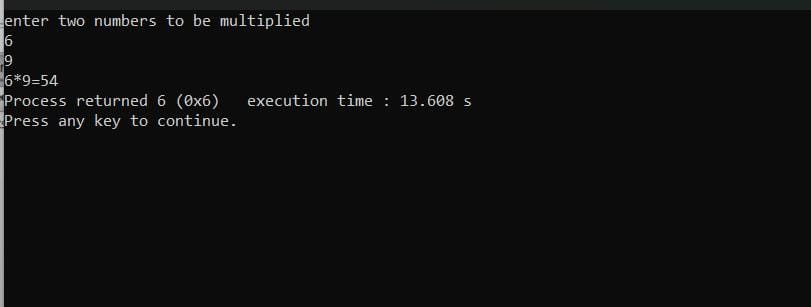 enter two numbers to be multiplied
6
9
6*9=54
Process returned 6 (0x6)   execution time : 13.608 s
Press any key to continue.